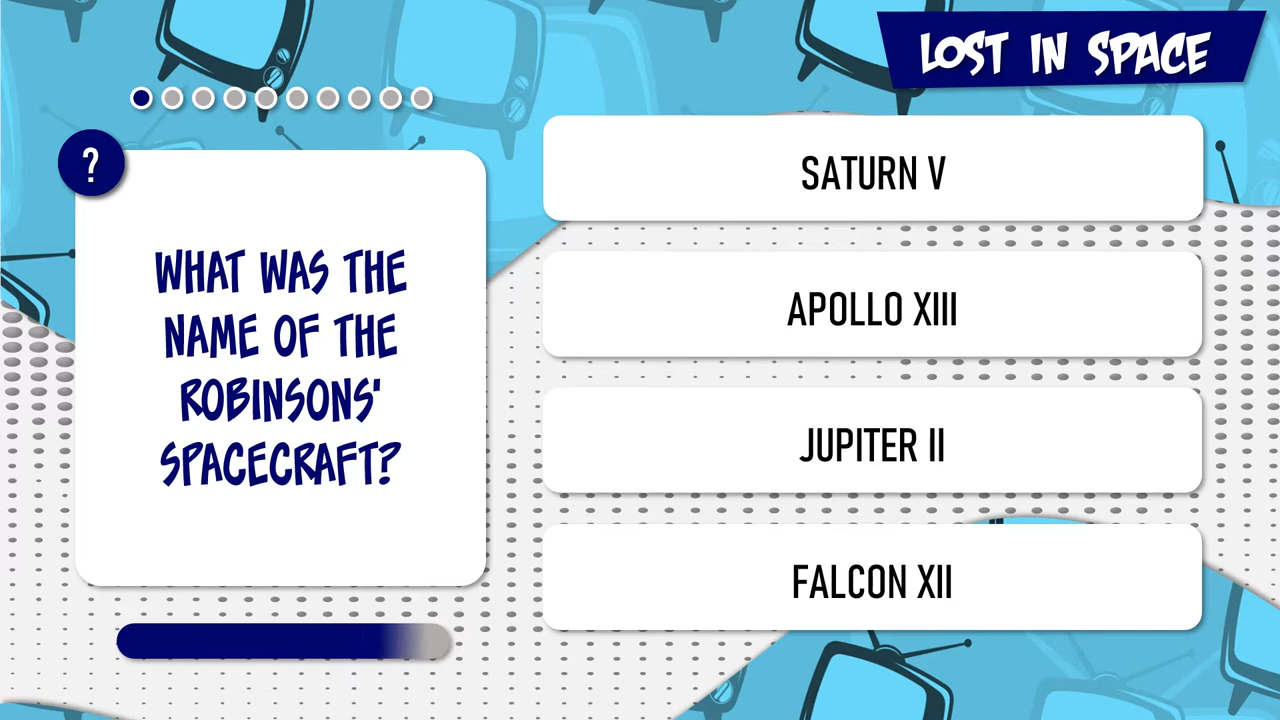 LOST IN SPACE
?
WHAT WAS THE
NAME OF THE
ROBINSONS'
SPACECRAFT?
SATURN V
APOLLO XIII
JUPITER II
FALCON XII